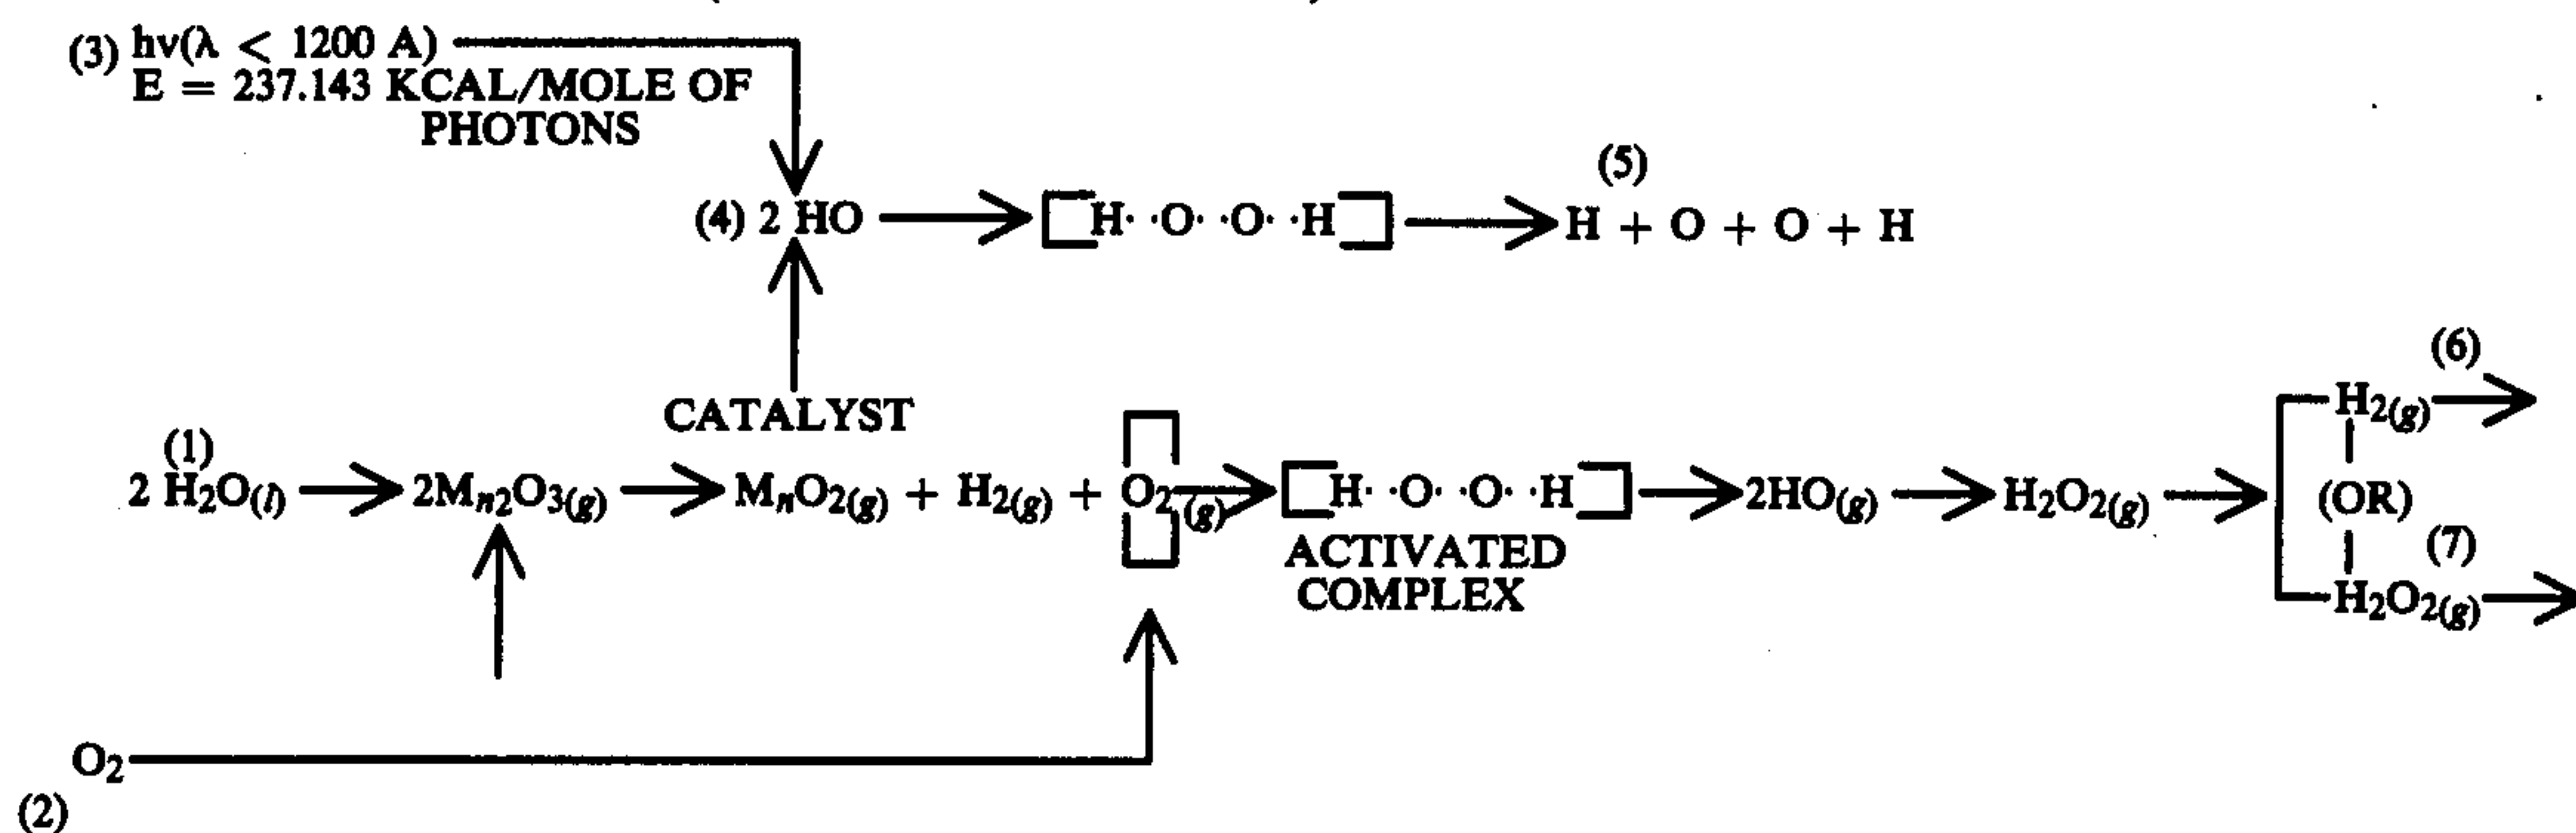 (3) hν(λ < 1200 A)
E = 237.143 KCAL/MOLE OF
PHOTONS
(5)
(4) 2 HO → [H· ·O· ·O· ·H] → H + O + O + H
(6)
CATALYST
H2(g) →
(1)
2 H2O(l) → 2Mn2O3(g) → MnO2(g) + H2(g) + [O2](g) → [H· ·O· ·O· ·H] → 2HO(g) → H2O2(g) → (OR)
(7)
ACTIVATED
COMPLEX
H2O2(g) →
O2
(2)